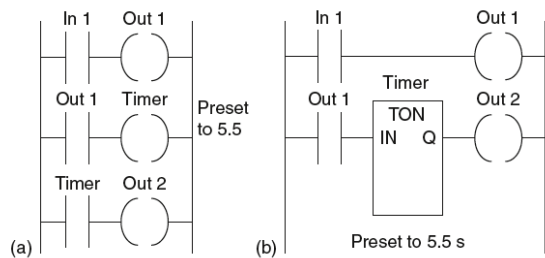 In 1 Out 1
Out 1 Timer
Preset
to 5.5
Timer Out 2
(a)
In 1 Out 1
Timer
Out 1 TON Out 2
IN Q
Preset to 5.5 s
(b)